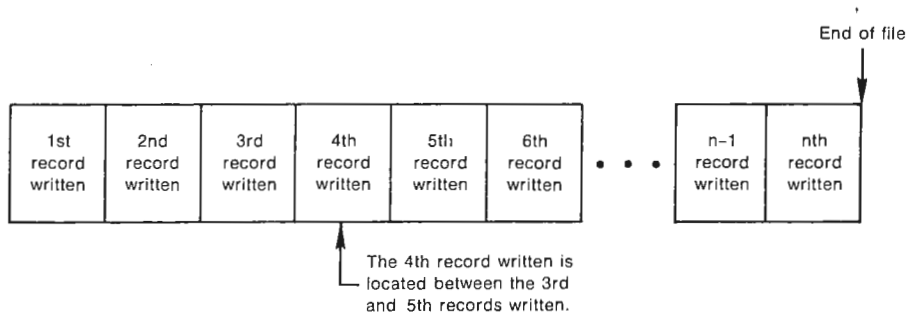 End of file
1st record written
2nd record written
3rd record written
4th record written
5th record written
6th record written
n-1 record written
nth record written
The 4th record written is
located between the 3rd
and 5th records written.